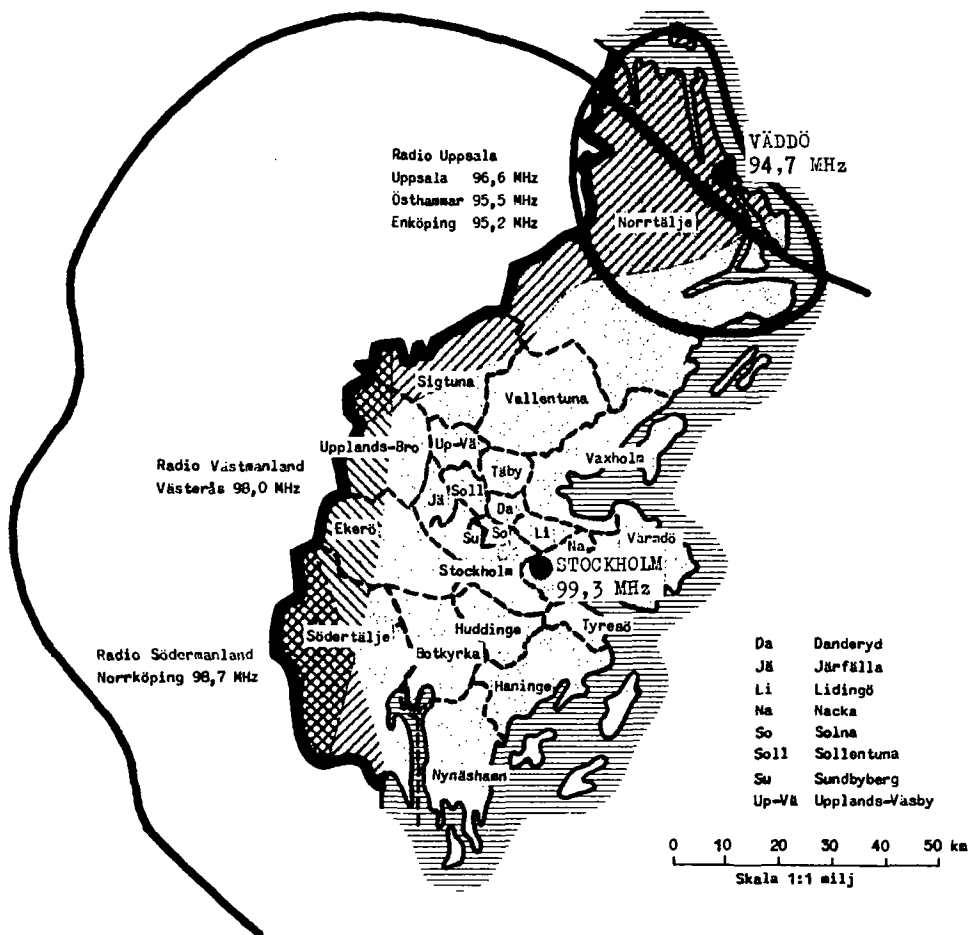 VÄDDÖ
94,7 MHz
Radio Uppsala
Uppsala 96,6 MHz
Östhammar 95,5 MHz
Enköping 95,2 MHz
Norrtälje
Sigtuna
Vallentuna
Upplands-Bro
Up-Vä
Vaxholm
Täby
Radio Västmanland
Västerås 98,0 MHz
Jä
Soll
Da
Ekerö
Su
So
Li
Na
Värmdö
Stockholm
STOCKHOLM
99,3 MHz
Södertälje
Huddinge
Tyresö
Botkyrka
Radio Södermanland
Norrköping 98,7 MHz
Haninge
Nynäshamn
Da Danderyd
Jä Järfälla
Li Lidingö
Na Nacka
So Solna
Soll Sollentuna
Su Sundbyberg
Up-Vä Upplands-Väsby
0 10 20 30 40 50 km
Skala 1:1 milj